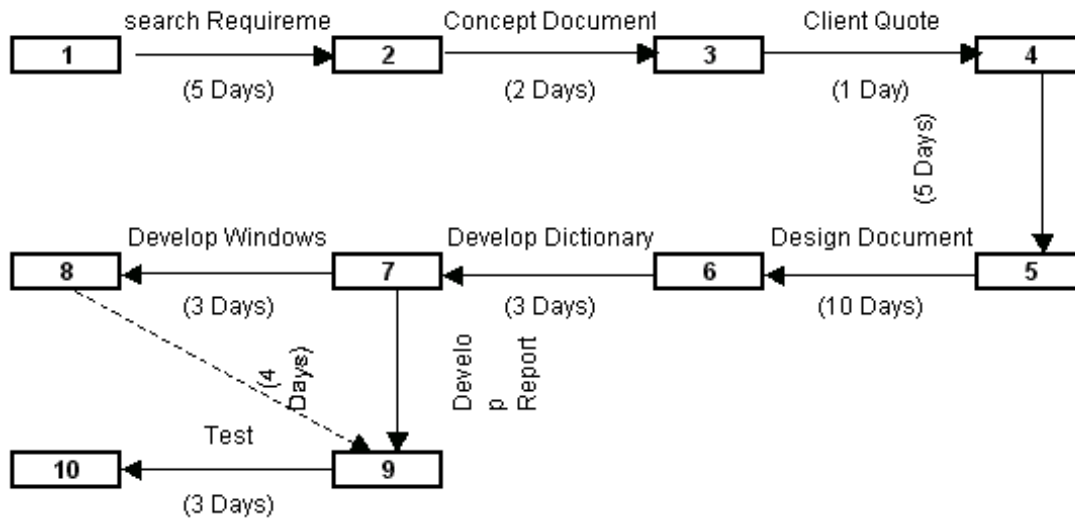 search Requireme
Concept Document
Client Quote
1
2
3
4
(5 Days)
(2 Days)
(1 Day)
(5 Days)
Develop Windows
Develop Dictionary
Design Document
8
7
6
5
(3 Days)
(3 Days)
(10 Days)
(4
Days)
Develo
p
Report
Test
10
9
(3 Days)